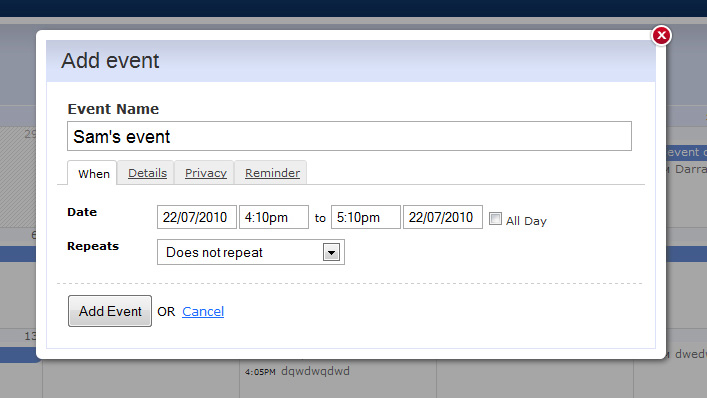 Add event
Event Name
Sam's event
When Details Privacy Reminder
Date 22/07/2010 4:10pm to 5:10pm 22/07/2010 All Day
Repeats Does not repeat
Add Event OR Cancel
29
event
Darra
6
13
dwedw
4:05PM dqwdwqdwd